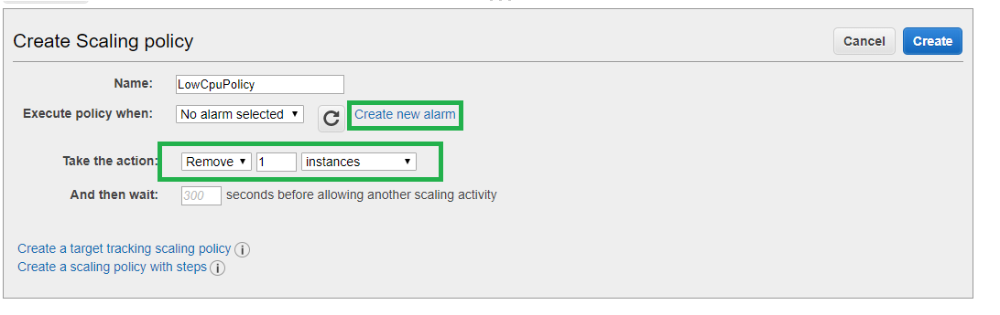 Create Scaling policy
Cancel
Create
Name: LowCpuPolicy
Execute policy when: No alarm selected Create new alarm
Take the action: Remove 1 instances
And then wait: 300 seconds before allowing another scaling activity
Create a target tracking scaling policy i
Create a scaling policy with steps i